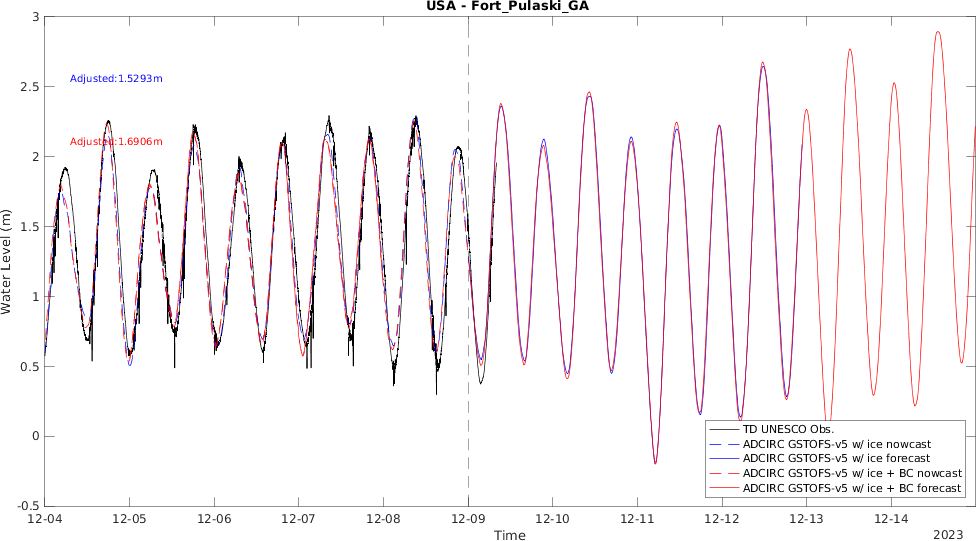 USA - Fort_Pulaski_GA
3
2.5
2
1.5
1
0.5
0
-0.5
Water Level (m)
Adjusted:1.5293m
Adjusted:1.6906m
TD UNESCO Obs.
ADCIRC GSTOFS-v5 w/ ice nowcast
ADCIRC GSTOFS-v5 w/ ice forecast
ADCIRC GSTOFS-v5 w/ ice + BC nowcast
ADCIRC GSTOFS-v5 w/ ice + BC forecast
12-04 12-05 12-06 12-07 12-08 12-09 12-10 12-11 12-12 12-13 12-14
Time
2023